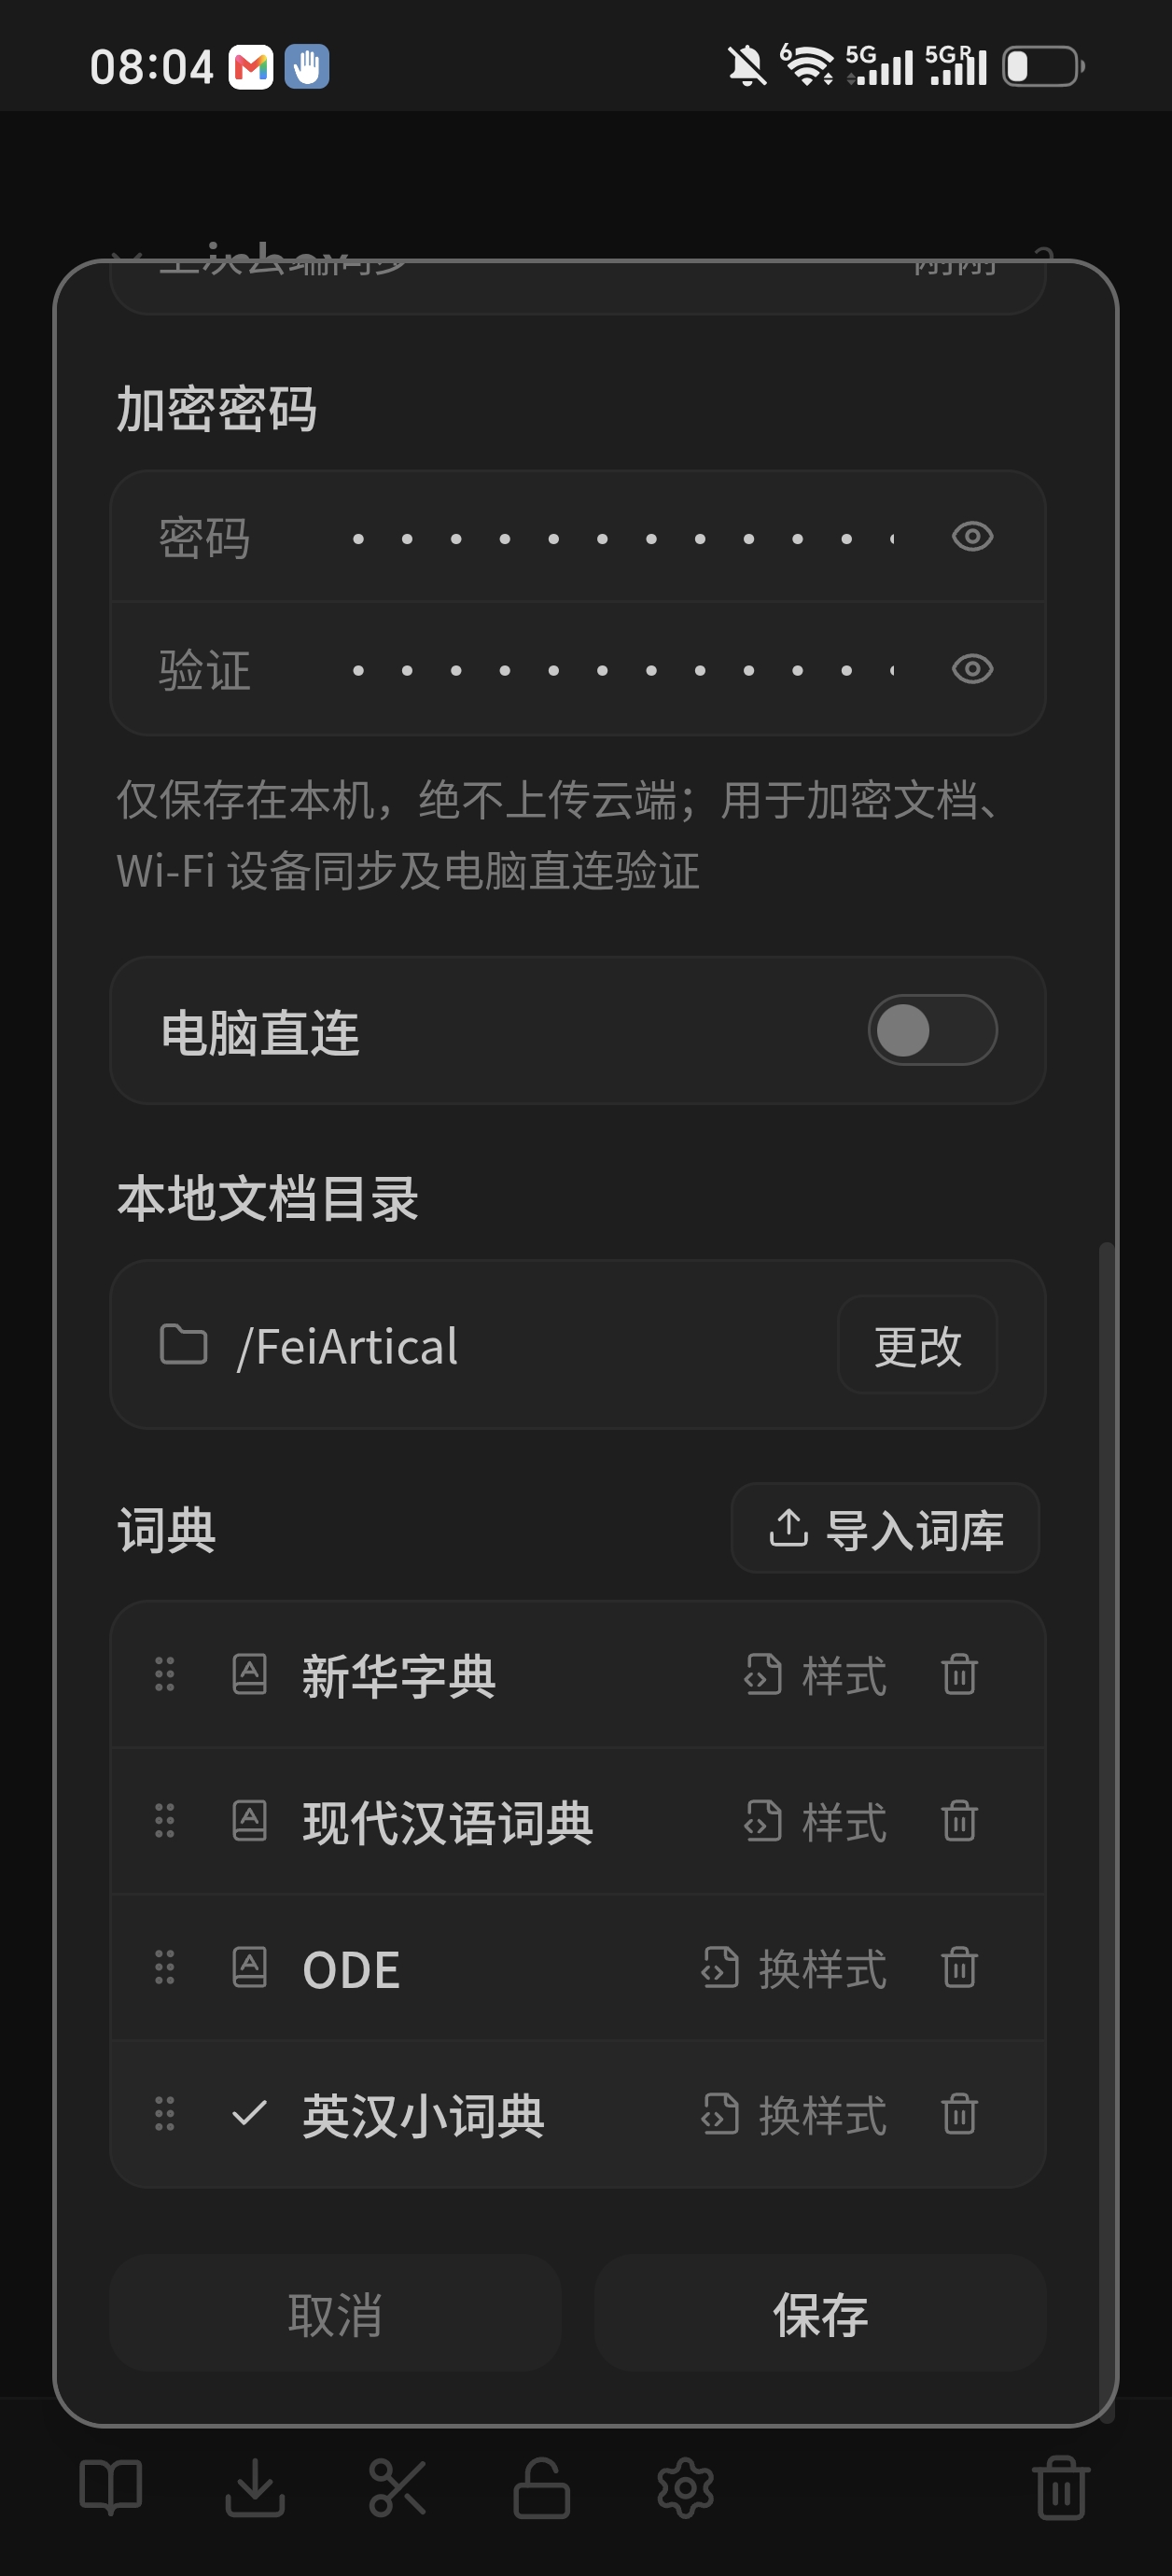 08:04
6 5G 5GR
加密密码
密码
验证
仅保存在本机，绝不上传云端；用于加密文档、
Wi-Fi 设备同步及电脑直连验证
电脑直连
本地文档目录
/FeiArtical 更改
词典 导入词库
新华字典 样式
现代汉语词典 样式
ODE 换样式
英汉小词典 换样式
取消 保存